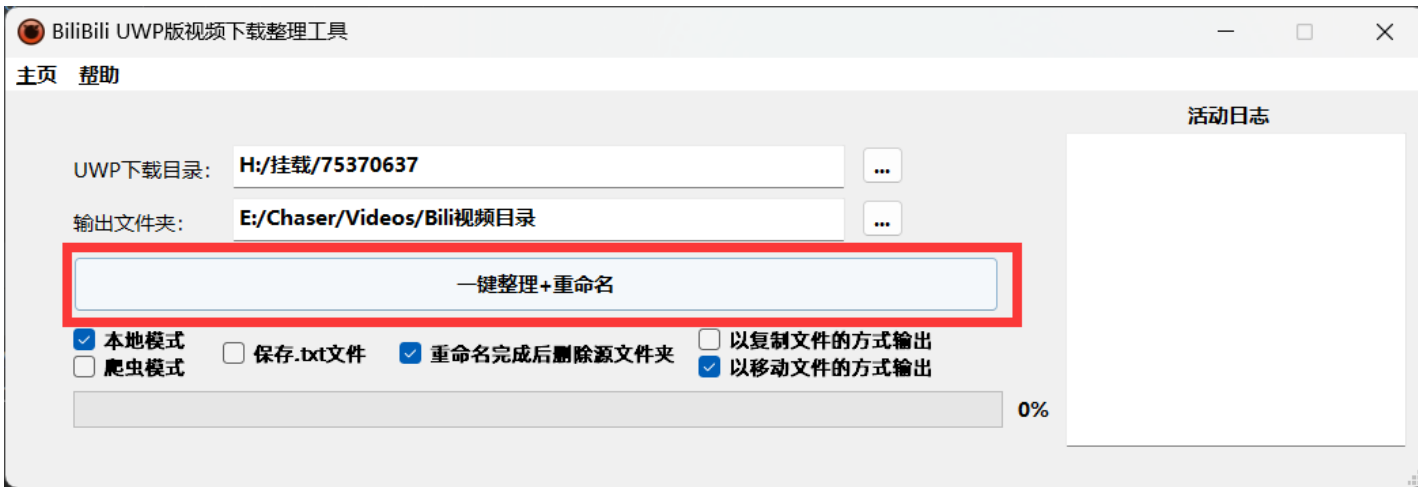 BiliBili UWP版视频下载整理工具
主页 帮助
活动日志
UWP下载目录: H:/挂载/75370637 ...
输出文件夹: E:/Chaser/Videos/Bili视频目录 ...
一键整理+重命名
本地模式
爬虫模式
保存.txt文件
重命名完成后删除源文件夹
以复制文件的方式输出
以移动文件的方式输出
0%